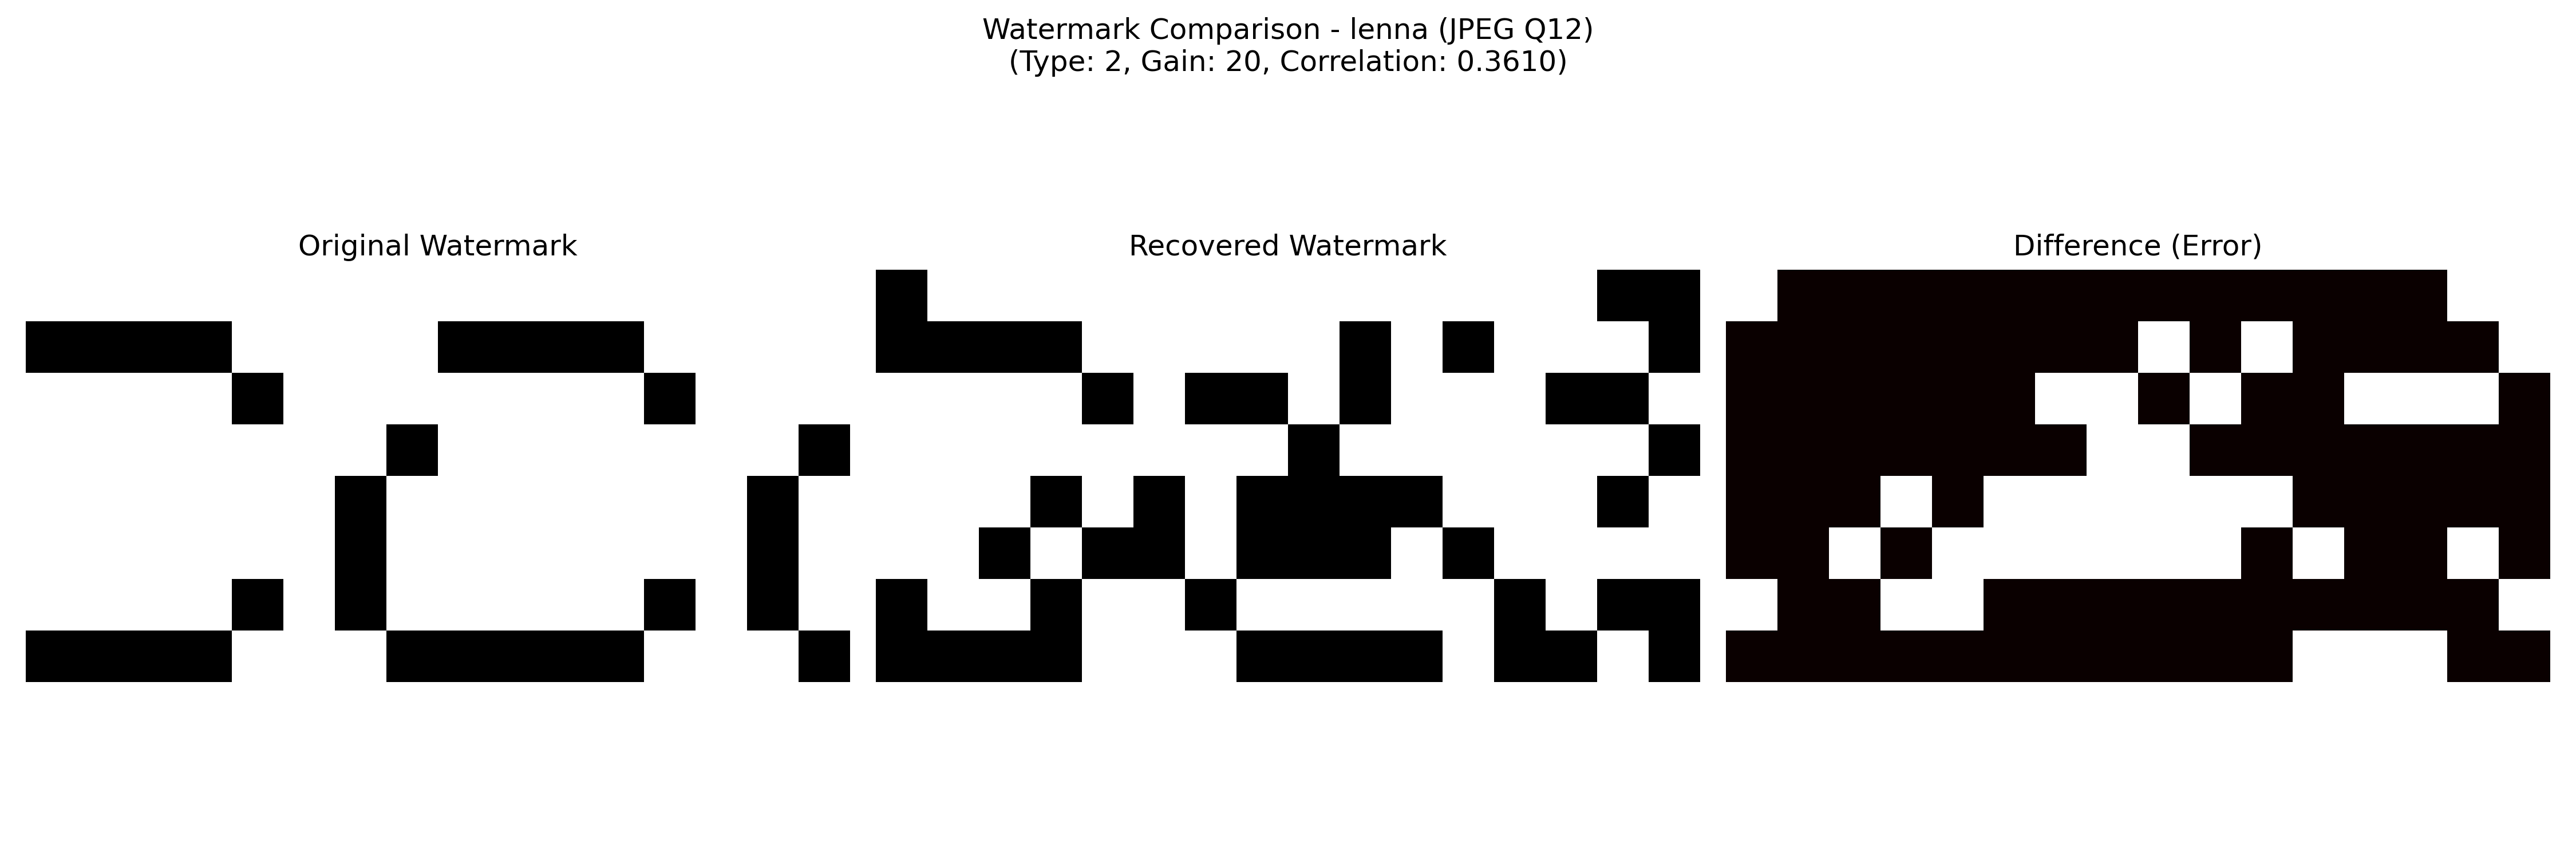 Watermark Comparison - lenna (JPEG Q12)
(Type: 2, Gain: 20, Correlation: 0.3610)
Original Watermark
Recovered Watermark
Difference (Error)